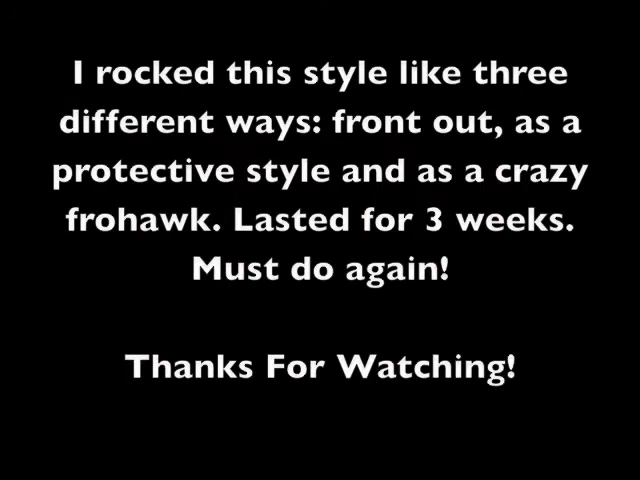 I rocked this style like three
different ways: front out, as a
protective style and as a crazy
frohawk. Lasted for 3 weeks.
Must do again!
Thanks For Watching!